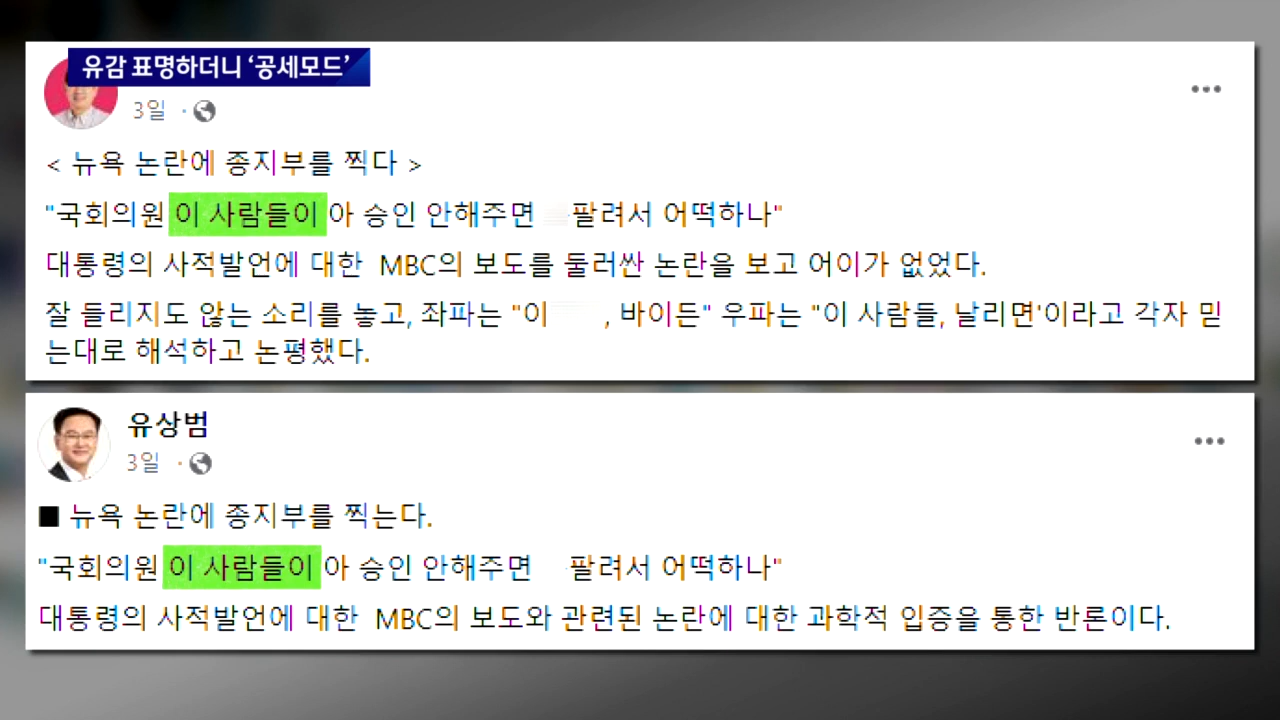 유감 표명하더니 ‘공세모드’
3일 ·
< 뉴욕 논란에 종지부를 찍다 >
"국회의원 이 사람들이 아 승인 안해주면 팔려서 어떡하나"
대통령의 사적발언에 대한 MBC의 보도를 둘러싼 논란을 보고 어이가 없었다.
잘 들리지도 않는 소리를 놓고, 좌파는 "이 , 바이든" 우파는 "이 사람들, 날리면'이라고 각자 믿
는대로 해석하고 논평했다.
유상범
3일 ·
■ 뉴욕 논란에 종지부를 찍는다.
"국회의원 이 사람들이 아 승인 안해주면 팔려서 어떡하나"
대통령의 사적발언에 대한 MBC의 보도와 관련된 논란에 대한 과학적 입증을 통한 반론이다.